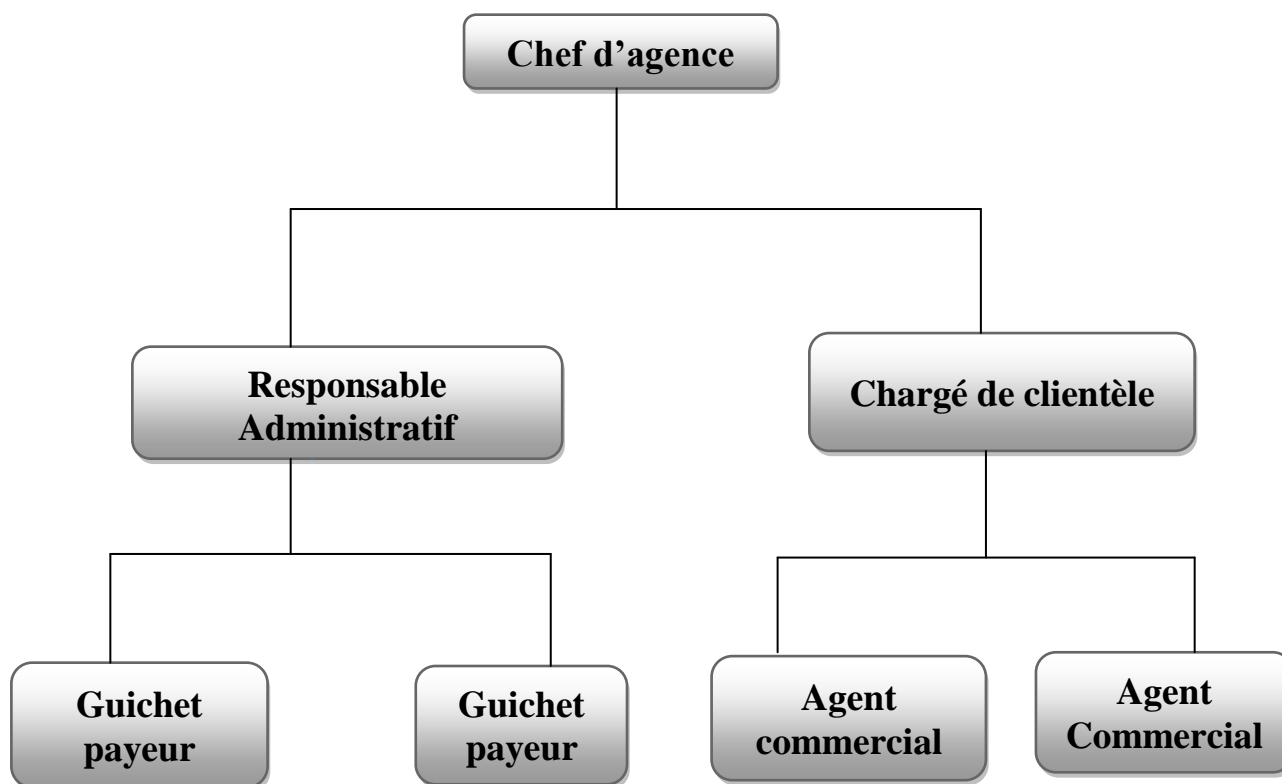 Chef d’agence
Responsable
Administratif
Chargé de clientèle
Guichet
payeur
Guichet
payeur
Agent
commercial
Agent
Commercial